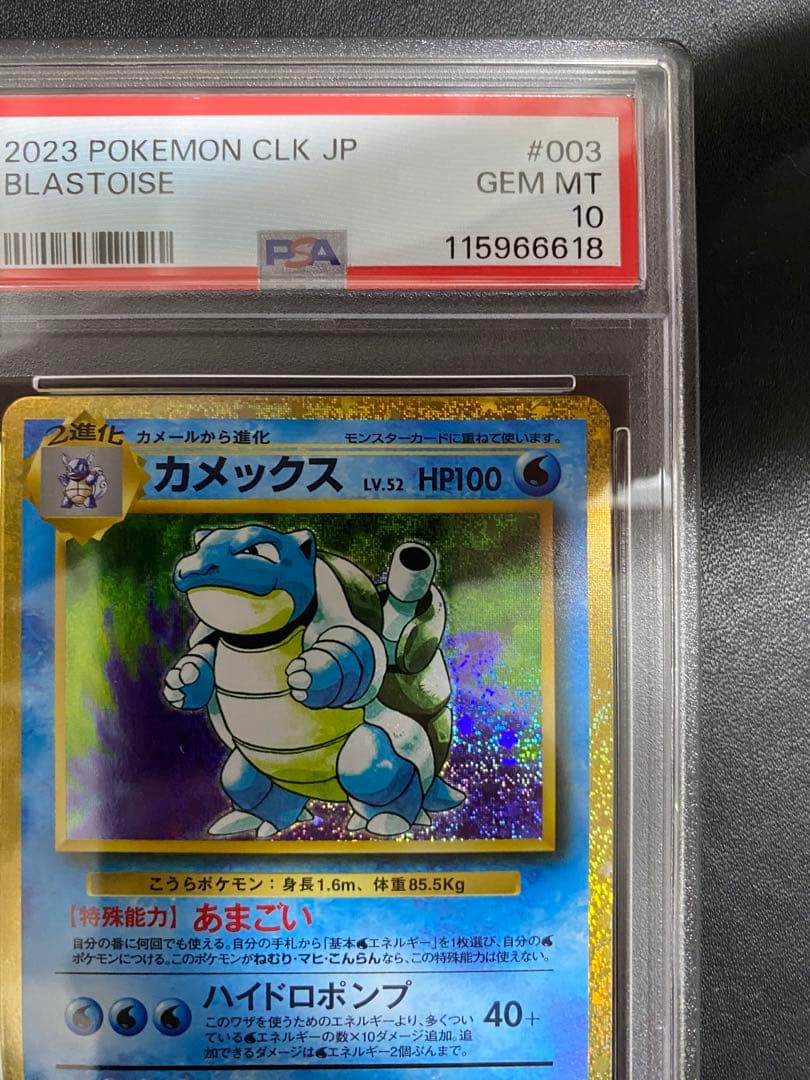 2023 POKEMON CLK JP
#003
BLASTOISE
GEM MT
10
PSA
115966618
2進化
カメールから進化
モンスターカードに重ねて使います。
カメックス LV.52 HP100
こうらポケモン：身長1.6m、体重85.5Kg
【特殊能力】あまごい
自分の番に何回でも使える。自分の手札から「基本エネルギー」を1枚選び、自分の
ポケモンにつける。このポケモンがねむり・マヒ・こんらんなら、この特殊能力は使えない。
ハイドロポンプ
40+
このワザを使うためのエネルギーより、多くつい
ているエネルギーの数×10ダメージ追加。追
加できるダメージはエネルギー2個ぶんまで。